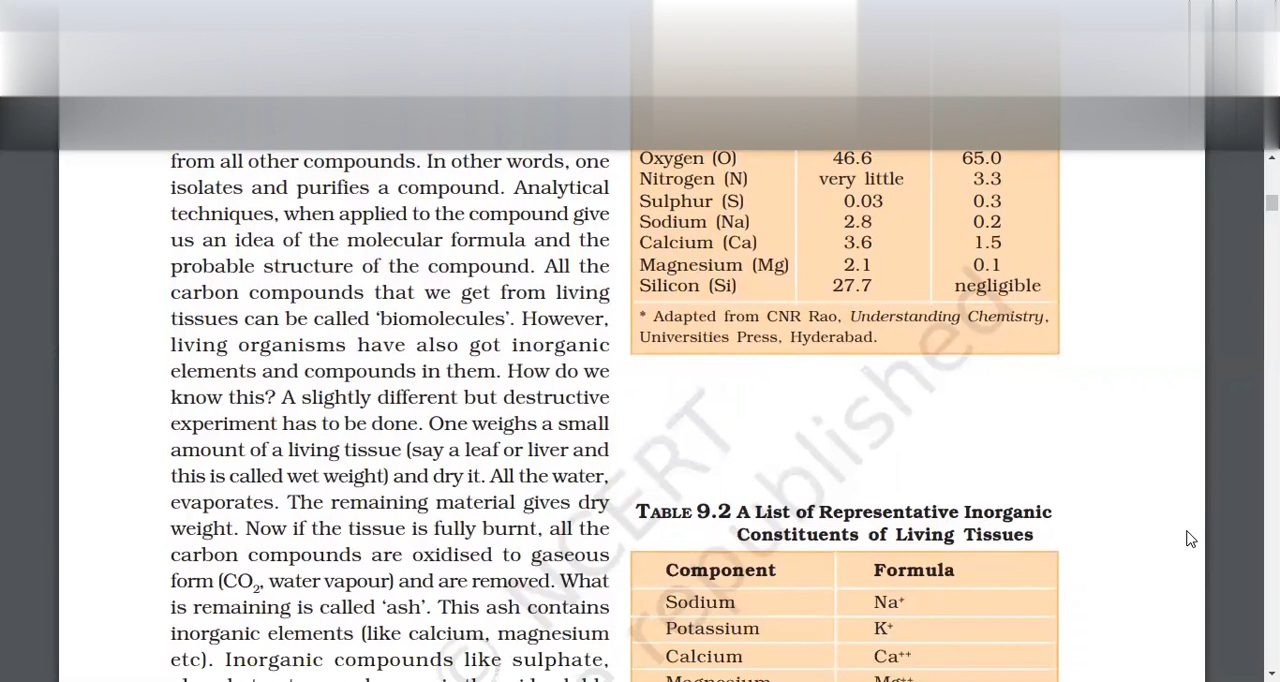 from all other compounds. In other words, one
isolates and purifies a compound. Analytical
techniques, when applied to the compound give
us an idea of the molecular formula and the
probable structure of the compound. All the
carbon compounds that we get from living
tissues can be called ‘biomolecules’. However,
living organisms have also got inorganic
elements and compounds in them. How do we
know this? A slightly different but destructive
experiment has to be done. One weighs a small
amount of a living tissue (say a leaf or liver and
this is called wet weight) and dry it. All the water,
evaporates. The remaining material gives dry
weight. Now if the tissue is fully burnt, all the
carbon compounds are oxidised to gaseous
form (CO2, water vapour) and are removed. What
is remaining is called ‘ash’. This ash contains
inorganic elements (like calcium, magnesium
etc). Inorganic compounds like sulphate,
Oxygen (O) 46.6 65.0
Nitrogen (N) very little 3.3
Sulphur (S) 0.03 0.3
Sodium (Na) 2.8 0.2
Calcium (Ca) 3.6 1.5
Magnesium (Mg) 2.1 0.1
Silicon (Si) 27.7 negligible
* Adapted from CNR Rao, Understanding Chemistry,
Universities Press, Hyderabad.
TABLE 9.2 A List of Representative Inorganic
Constituents of Living Tissues
Component Formula
Sodium Na+
Potassium K+
Calcium Ca++
Magnesium Mg++
© NCERT
republished